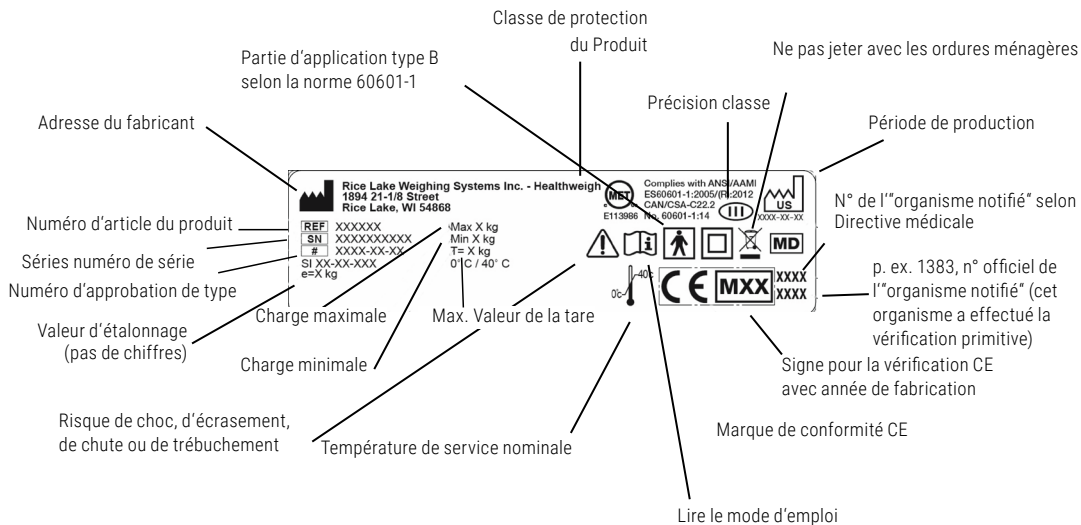 Classe de protection
du Produit
Partie d‘application type B
selon la norme 60601-1
Ne pas jeter avec les ordures ménagères
Précision classe
Adresse du fabricant
Période de production
Rice Lake Weighing Systems Inc. - Healthweigh
1894 21-1/8 Street
Rice Lake, WI 54868
MET
E113986
Complies with ANSI/AAMI
ES60601-1:2005/(R)2012
CAN/CSA-C22.2
No. 60601-1:14
III
US
XXXX-XX-XX
N° de l‘"organisme notifié“ selon
Directive médicale
Numéro d‘article du produit
REF XXXXXX
SN XXXXXXXXXX
# XXXX-XX-XX
SI XX-XX-XXX
e=X kg
Max X kg
Min X kg
T= X kg
0° C / 40° C
MD
Séries numéro de série
Numéro d‘approbation de type
0°c
40°c
CE MXX
XXXX
XXXX
p. ex. 1383, n° officiel de
l‘"organisme notifié“ (cet
organisme a effectué la
vérification primitive)
Valeur d‘étalonnage
(pas de chiffres)
Charge maximale
Max. Valeur de la tare
Charge minimale
Signe pour la vérification CE
avec année de fabrication
Risque de choc, d‘écrasement,
de chute ou de trébuchement
Température de service nominale
Marque de conformité CE
Lire le mode d‘emploi